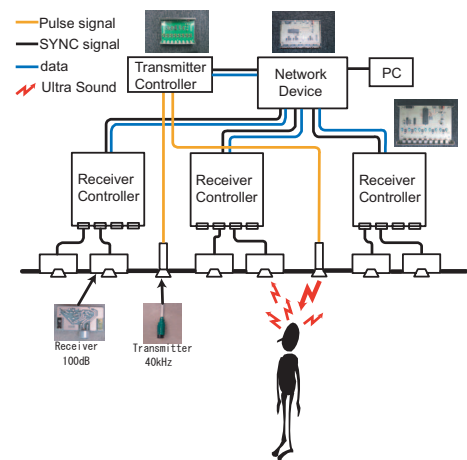 Pulse signal
SYNC signal
data
Ultra Sound
Transmitter
Controller
Network
Device
PC
Receiver
Controller
Receiver
Controller
Receiver
Controller
Receiver
100dB
Transmitter
40kHz